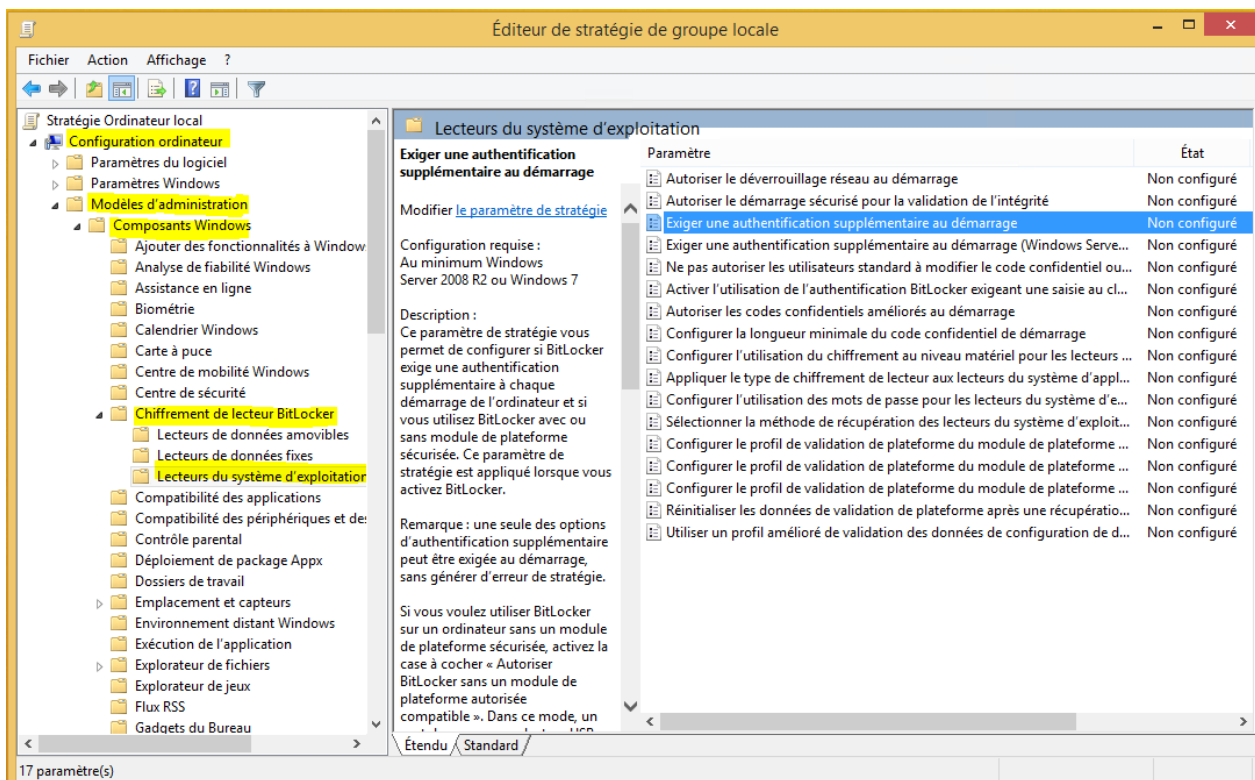 Éditeur de stratégie de groupe locale
Fichier Action Affichage ?
Stratégie Ordinateur local
Configuration ordinateur
Paramètres du logiciel
Paramètres Windows
Modèles d'administration
Composants Windows
Ajouter des fonctionnalités à Window
Analyse de fiabilité Windows
Assistance en ligne
Biométrie
Calendrier Windows
Carte à puce
Centre de mobilité Windows
Centre de sécurité
Chiffrement de lecteur BitLocker
Lecteurs de données amovibles
Lecteurs de données fixes
Lecteurs du système d'exploitation
Compatibilité des applications
Compatibilité des périphériques et de
Contrôle parental
Déploiement de package Appx
Dossiers de travail
Emplacement et capteurs
Environnement distant Windows
Exécution de l'application
Explorateur de fichiers
Explorateur de jeux
Flux RSS
Gadgets du Bureau
Lecteurs du système d'exploitation
Exiger une authentification
supplémentaire au démarrage
Modifier le paramètre de stratégie
Configuration requise :
Au minimum Windows
Server 2008 R2 ou Windows 7
Description :
Ce paramètre de stratégie vous
permet de configurer si BitLocker
exige une authentification
supplémentaire à chaque
démarrage de l'ordinateur et si
vous utilisez BitLocker avec ou
sans module de plateforme
sécurisée. Ce paramètre de
stratégie est appliqué lorsque vous
activez BitLocker.
Remarque : une seule des options
d'authentification supplémentaire
peut être exigée au démarrage,
sans générer d'erreur de stratégie.
Si vous voulez utiliser BitLocker
sur un ordinateur sans un module
de plateforme sécurisée, activez la
case à cocher « Autoriser
BitLocker sans un module de
plateforme autorisée
compatible ». Dans ce mode, un
Paramètre État
Autoriser le déverrouillage réseau au démarrage Non configuré
Autoriser le démarrage sécurisé pour la validation de l'intégrité Non configuré
Exiger une authentification supplémentaire au démarrage Non configuré
Exiger une authentification supplémentaire au démarrage (Windows Serve... Non configuré
Ne pas autoriser les utilisateurs standard à modifier le code confidentiel ou... Non configuré
Activer l'utilisation de l'authentification BitLocker exigeant une saisie au cl... Non configuré
Autoriser les codes confidentiels améliorés au démarrage Non configuré
Configurer la longueur minimale du code confidentiel de démarrage Non configuré
Configurer l'utilisation du chiffrement au niveau matériel pour les lecteurs ... Non configuré
Appliquer le type de chiffrement de lecteur aux lecteurs du système d'appl... Non configuré
Configurer l'utilisation des mots de passe pour les lecteurs du système d'e... Non configuré
Sélectionner la méthode de récupération des lecteurs du système d'exploit... Non configuré
Configurer le profil de validation de plateforme du module de plateforme ... Non configuré
Configurer le profil de validation de plateforme du module de plateforme ... Non configuré
Configurer le profil de validation de plateforme du module de plateforme ... Non configuré
Réinitialiser les données de validation de plateforme après une récupératio... Non configuré
Utiliser un profil amélioré de validation des données de configuration de d... Non configuré
Étendu Standard
17 paramètre(s)